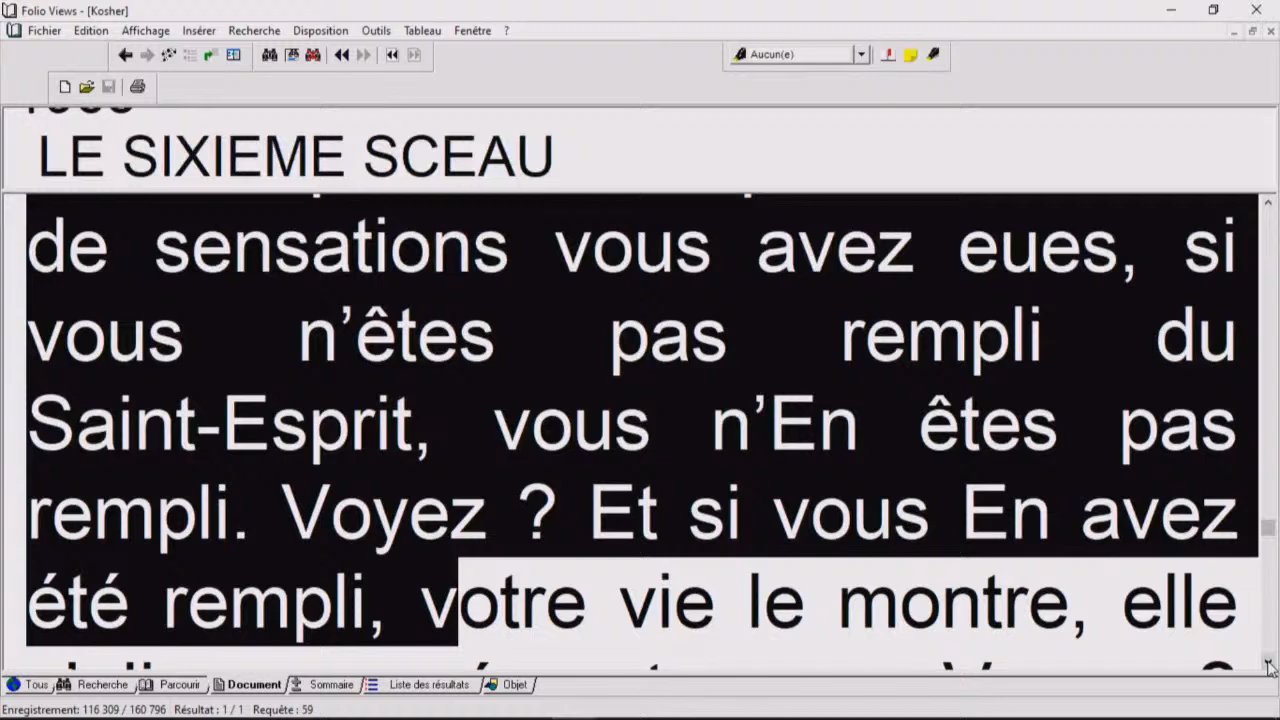 Folio Views - [Kosher]
Fichier Edition Affichage Insérer Recherche Disposition Outils Tableau Fenêtre ?
Aucun(e)
LE SIXIEME SCEAU
de sensations vous avez eues, si
vous n’êtes pas rempli du
Saint-Esprit, vous n’En êtes pas
rempli. Voyez ? Et si vous En avez
été rempli, votre vie le montre, elle
Tous Recherche Parcourir Document Sommaire Liste des résultats Objet
Enregistrement: 116 309 / 160 796 Résultat : 1 / 1 Requête : 59